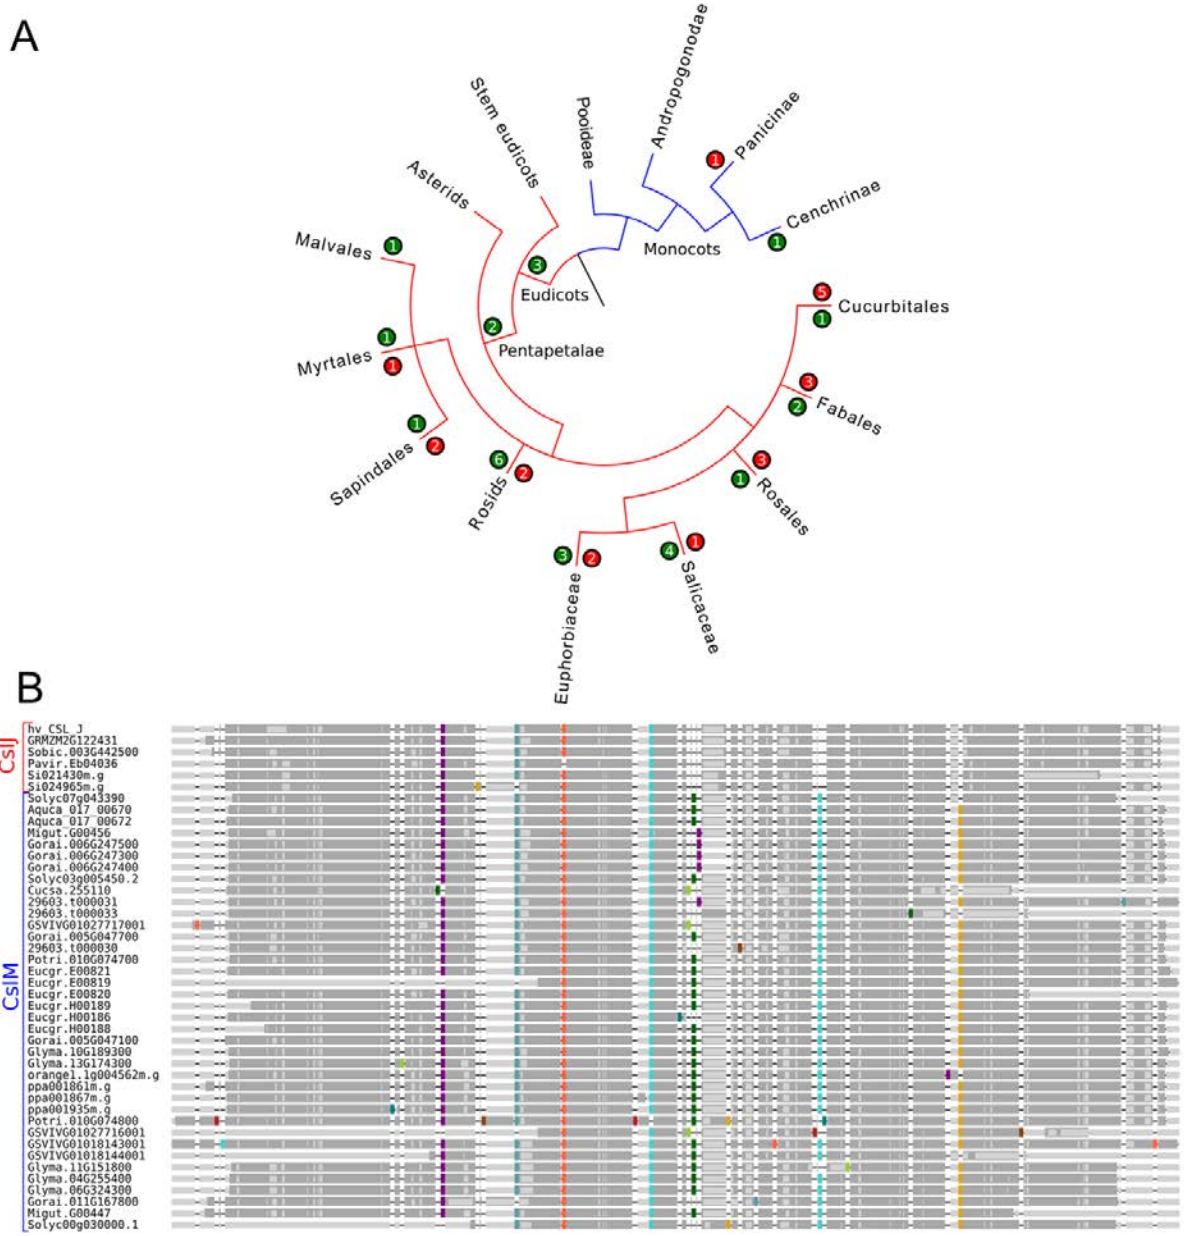 A
Andropogonodae
Stem eudicots
Pooideae
Panicinae
1
Asterids
Cenchrinae
1
Malvales
1
Monocots
3
Eudicots
5
Cucurbitales
1
2
Pentapetalae
1
Myrtales
1
3
Fabales
2
1
2
Sapindales
6
2
Rosids
3
1
Rosales
3
2
Euphorbiaceae
4
1
Salicaceae
B
CslJ
hv_CSL_J
GRMZM2G122431
Sobic.003G442500
Pavir.Eb04036
Si021430m.g
Si024965m.g
CslM
Solyc07g043390
Aquca_017_00670
Aquca_017_00672
Migut.G00456
Gorai.006G247500
Gorai.006G247300
Gorai.006G247400
Solyc03g005450.2
Cucsa.255110
29603.t000031
29603.t000033
GSVIVG01027717001
Gorai.005G047700
29603.t000030
Potri.010G074700
Eucgr.E00821
Eucgr.E00819
Eucgr.E00820
Eucgr.H00189
Eucgr.H00186
Eucgr.H00188
Gorai.005G047100
Glyma.10G189300
Glyma.13G174300
orange1.1g004562m.g
ppa001861m.g
ppa001867m.g
ppa001935m.g
Potri.010G074800
GSVIVG01027716001
GSVIVG01018143001
GSVIVG01018144001
Glyma.11G151800
Glyma.04G255400
Glyma.06G324300
Gorai.011G167800
Migut.G00447
Solyc00g030000.1